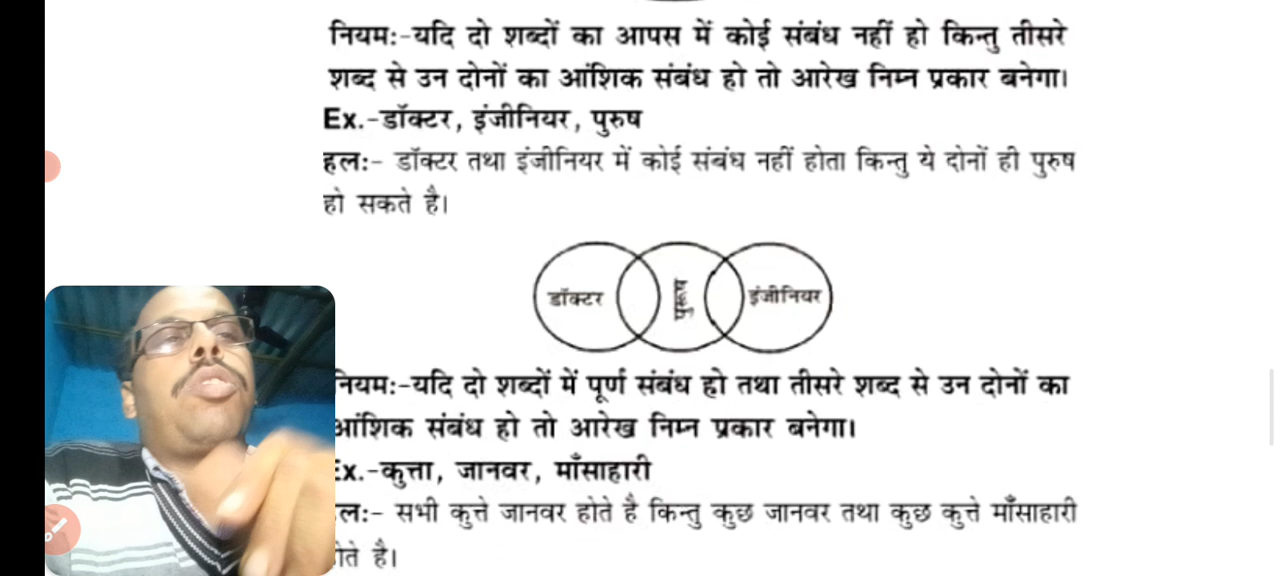 नियमः-यदि दो शब्दों का आपस में कोई संबंध नहीं हो किन्तु तीसरे
शब्द से उन दोनों का आंशिक संबंध हो तो आरेख निम्न प्रकार बनेगा।
Ex.-डॉक्टर, इंजीनियर, पुरुष
हलः- डॉक्टर तथा इंजीनियर में कोई संबंध नहीं होता किन्तु ये दोनों ही पुरुष
हो सकते है।
डॉक्टर
पुरूष
इंजीनियर
नियमः-यदि दो शब्दों में पूर्ण संबंध हो तथा तीसरे शब्द से उन दोनों का
आंशिक संबंध हो तो आरेख निम्न प्रकार बनेगा।
Ex.-कुत्ता, जानवर, माँसाहारी
लः- सभी कुत्ते जानवर होते है किन्तु कुछ जानवर तथा कुछ कुत्ते माँसाहारी
है।